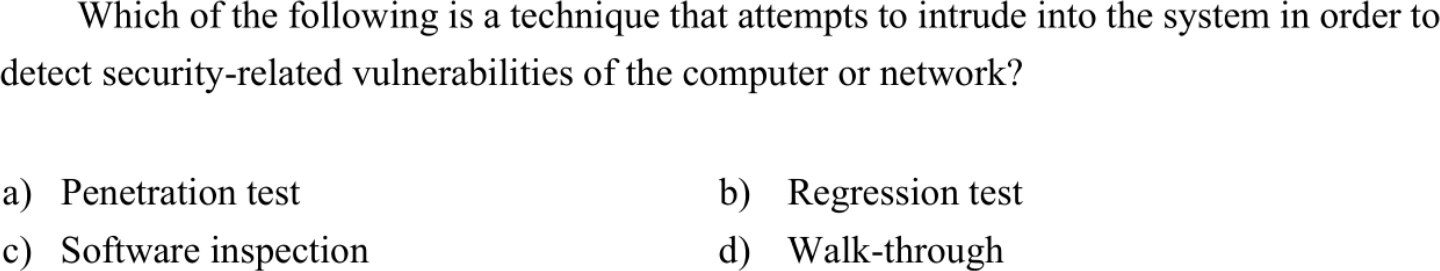 Which of the following is a technique that attempts to intrude into the system in order to
detect security-related vulnerabilities of the computer or network?
a) Penetration test b) Regression test
c) Software inspection d) Walk-through